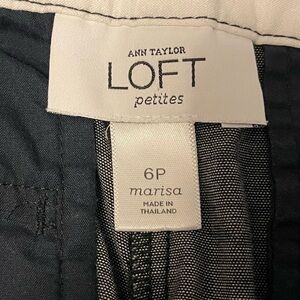 ANN TAYLOR
LOFT
petites
6P
marisa
MADE IN
THAILAND